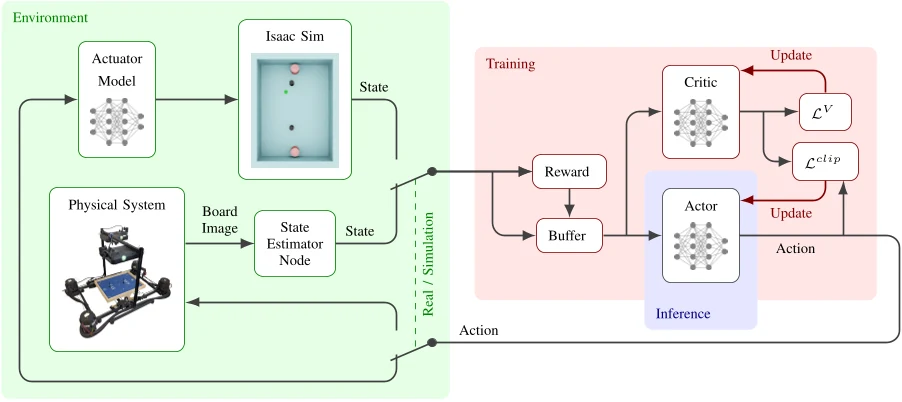 Environment
Actuator
Model
Isaac Sim
State
Training
Critic
Update
𝓛^V
𝓛^clip
Reward
Buffer
Actor
Update
Action
Physical System
Board
Image
State
Estimator
Node
State
Real / Simulation
Inference
Action